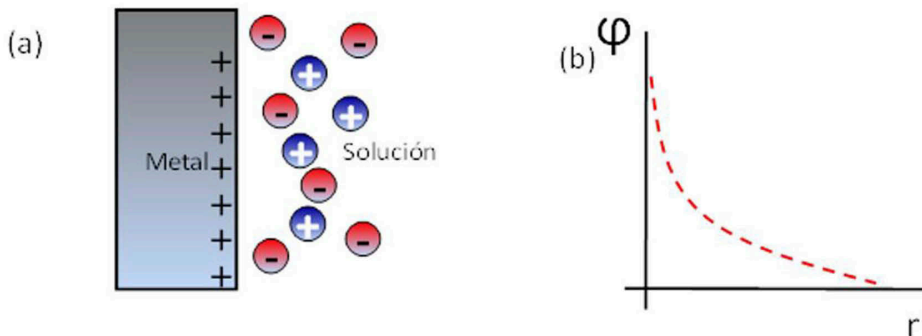 (a)
+
+
+
+
+
+
+
Metal
Solución
-
-
+
-
+
+
-
+
-
-
(b)
φ
r